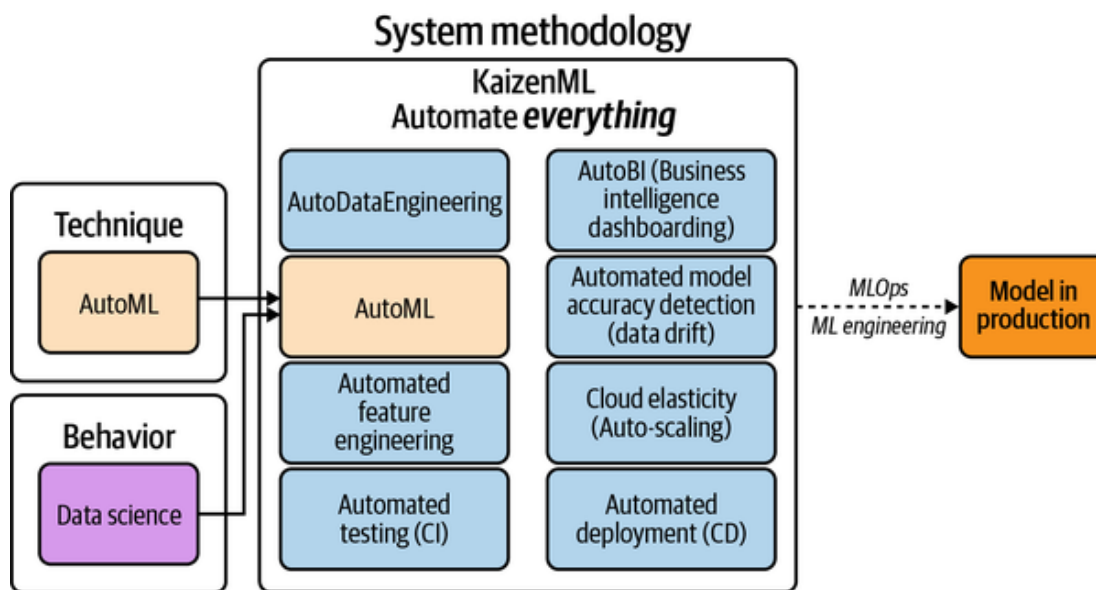 System methodology
KaizenML
Automate everything
Technique
AutoML
Behavior
Data science
AutoDataEngineering
AutoML
Automated
feature
engineering
Automated
testing (CI)
AutoBI (Business
intelligence
dashboarding)
Automated model
accuracy detection
(data drift)
Cloud elasticity
(Auto-scaling)
Automated
deployment (CD)
MLOps
ML engineering
Model in
production